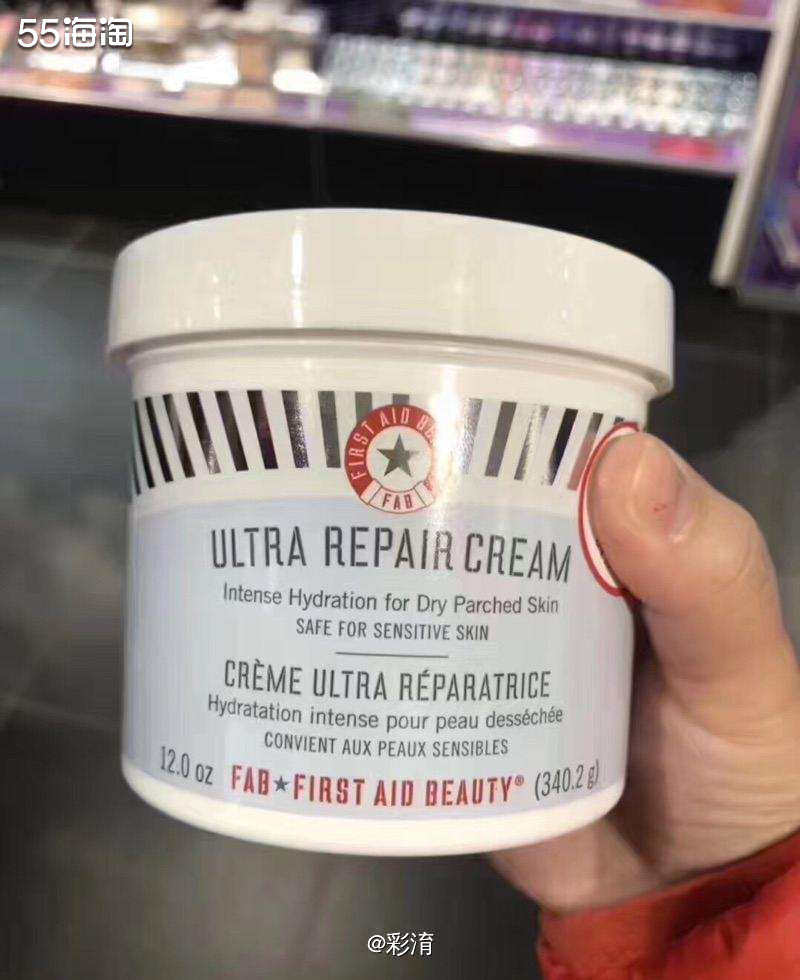 55海淘
FIRST AID BEAUTY
FAB
ULTRA REPAIR CREAM
Intense Hydration for Dry Parched Skin
SAFE FOR SENSITIVE SKIN
CRÈME ULTRA RÉPARATRICE
Hydratation intense pour peau desséchée
CONVIENT AUX PEAUX SENSIBLES
12.0 oz FAB★FIRST AID BEAUTY® (340.2 g)
@彩淯